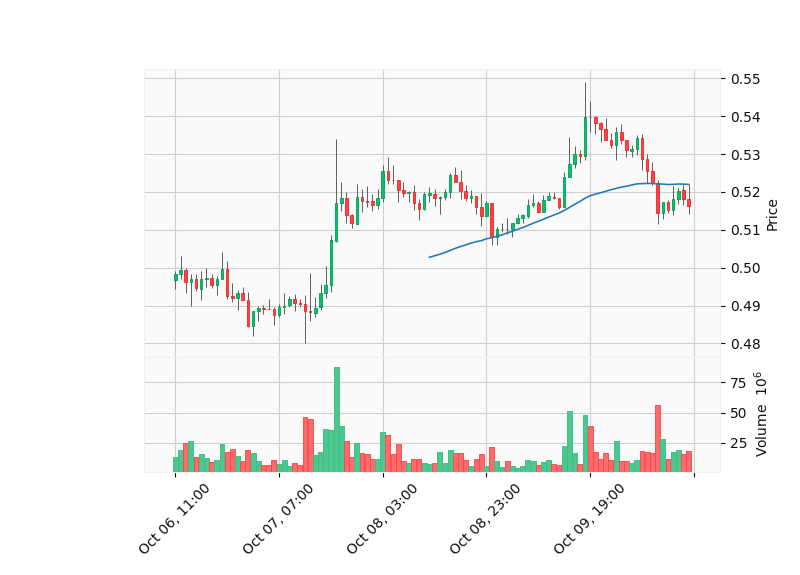 0.55
0.54
0.53
0.52
0.51
0.50
0.49
0.48
Price
75
50
25
Volume 10⁶
Oct 06, 11:00
Oct 07, 07:00
Oct 08, 03:00
Oct 08, 23:00
Oct 09, 19:00